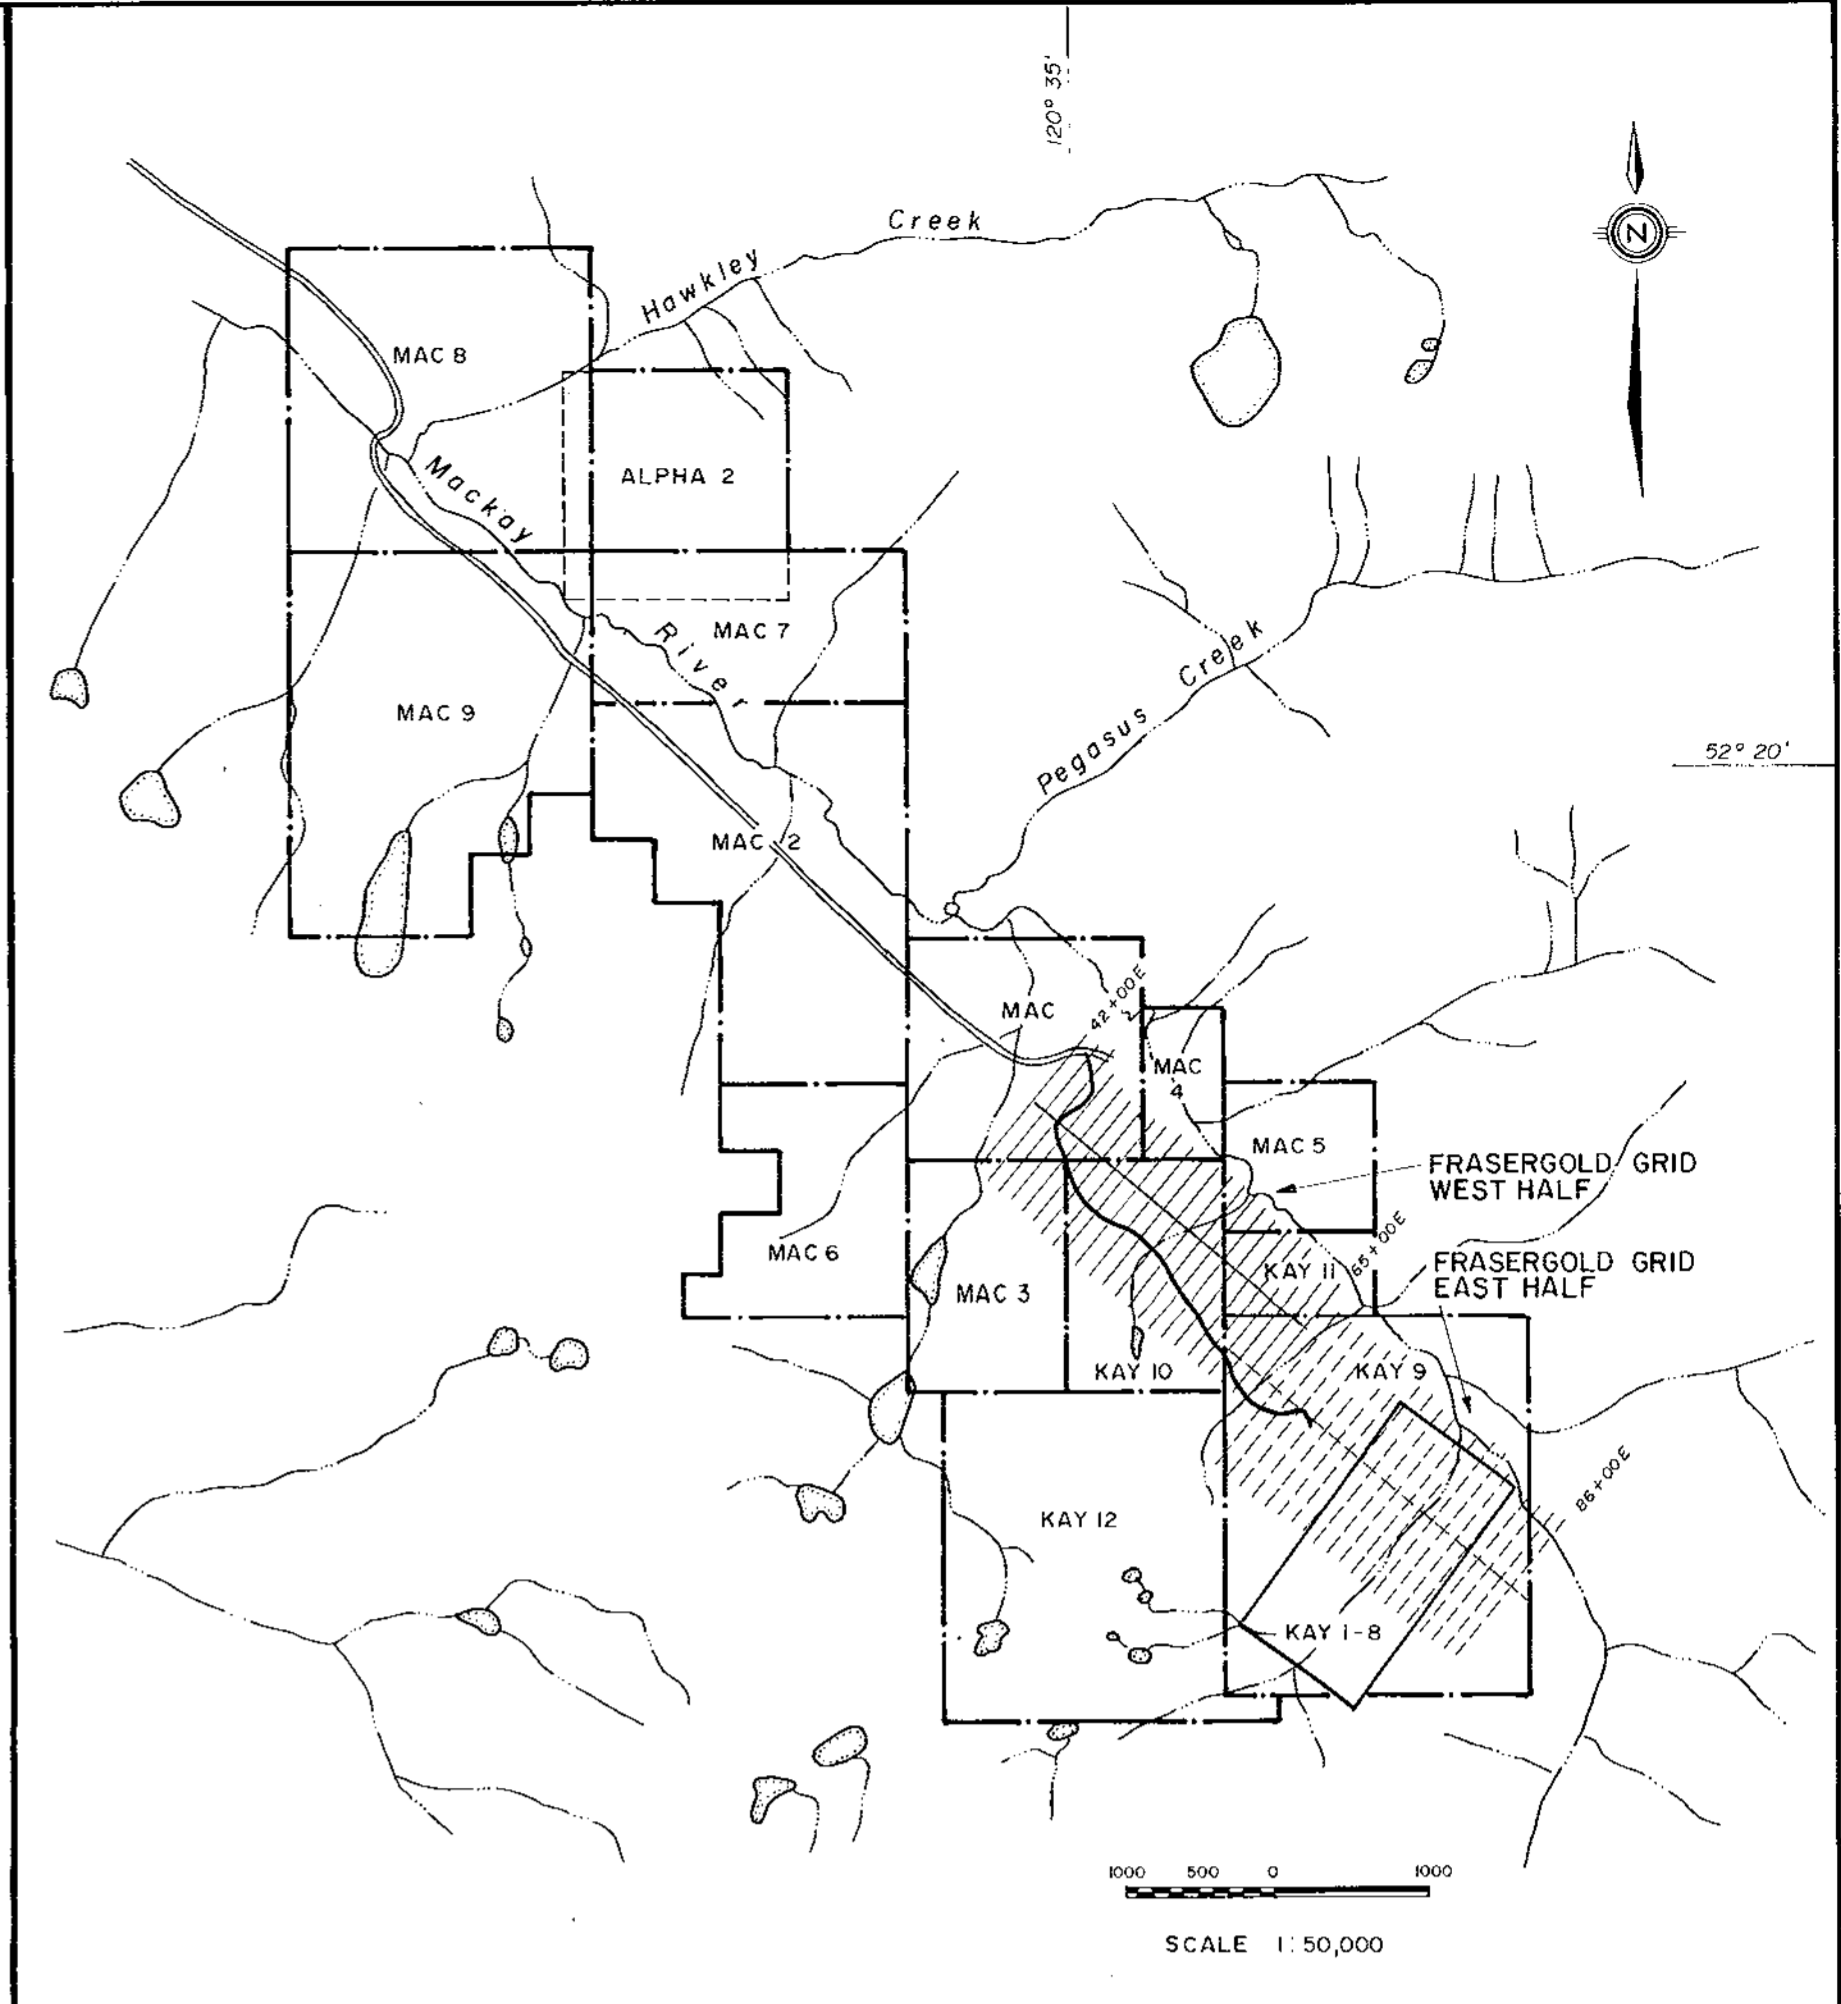 120° 35'
N
Creek
Hawkley
MAC 8
ALPHA 2
Mackay
River
MAC 7
MAC 9
Pegasus Creek
52° 20'
MAC 2
MAC
42+00E
MAC
4
MAC 5
FRASERGOLD GRID
WEST HALF
65+00E
MAC 6
KAY 11
FRASERGOLD GRID
EAST HALF
MAC 3
KAY 10
KAY 9
86+00E
KAY 12
KAY 1-8
1000 500 0 1000
SCALE 1:50,000